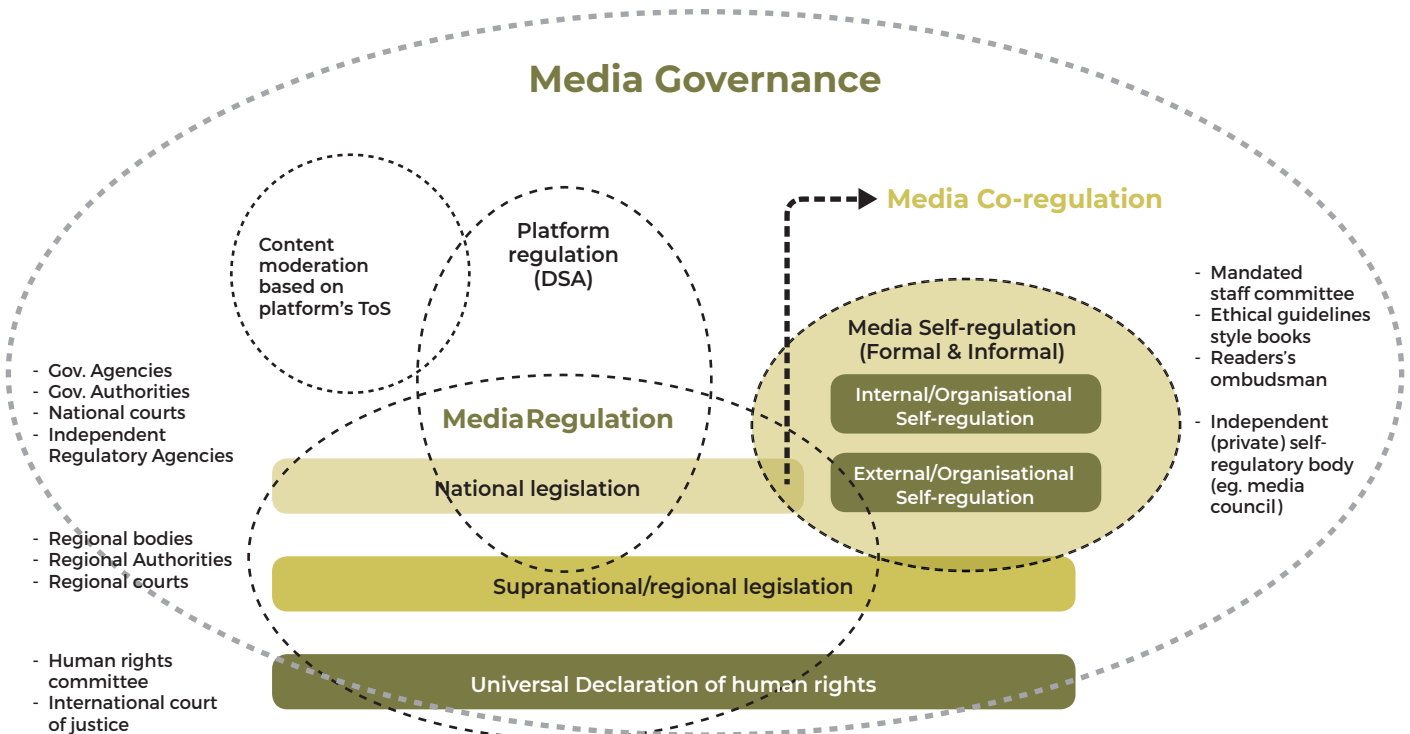 Media Governance
Media Co-regulation
Content
moderation
based on
platform's ToS
Platform
regulation
(DSA)
Media Self-regulation
(Formal & Informal)
Internal/Organisational
Self-regulation
External/Organisational
Self-regulation
- Mandated
staff committee
- Ethical guidelines
style books
- Readers's
ombudsman
- Independent
(private) self-
regulatory body
(eg. media
council)
- Gov. Agencies
- Gov. Authorities
- National courts
- Independent
Regulatory Agencies
Media Regulation
National legislation
- Regional bodies
- Regional Authorities
- Regional courts
Supranational/regional legislation
- Human rights
committee
- International court
of justice
Universal Declaration of human rights